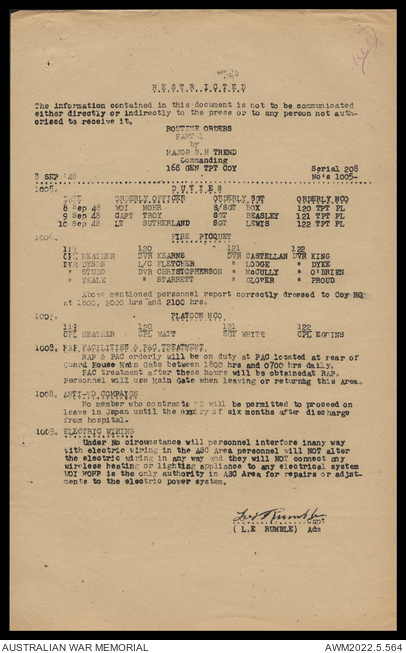 RESTRICTED
The information contained in this document is not to be communicated
either directly or indirectly to the press or to any person not auth-
orised to receive it.
ROUTINE ORDERS
PART 1
by
MAJOR B.H TREND
Commanding
168 GEN TPT COY Serial 208
8 SEP 48 No's 1005-
1005. DUTIES
DATE ORDERLY OFFICER ORDERLY SGT ORDERLY NCO
8 Sep 48 WOI MOHR S/SGT BOX 120 TPT PL
9 Sep 48 CAPT TROY SGT BEASLEY 121 TPT PL
10 Sep 48 LT SUTHERLAND SGT LEWIS 122 TPT PL
1006. FIRE PICQUET
119 120 121 122
CPL HEATHER DVR KEARNS DVR CASTELLAN DVR KING
DVR DYSON L/C FLETCHER " LODGE " DYKE
" STUDD DVR CHRISTOPHERSON " McCULLY " O'BRIEN
" THALE " STARRETT " GLOVER " PROUD
Above mentioned personnel report correctly dressed to Coy HQ
at 1800, 2000 hrs and 2100 hrs.
1007. PLATOON NCO
119 120 121 122
CPL HEATHER CPL WATT SGT WHITE CPL EGGINS
1008. RAP FACILITIES & PAC TREATMENT
RAP & PAC orderly will be on duty at PAC located at rear of
Guard House Main Gate between 1800 hrs and 0700 hrs daily.
PAC treatment after these hours will be obtainedat RAP.
Personnel will use Main Gate when leaving or returning this Area.
1008. ANTI-VD COMPAION
No member who contracts VD will be permitted to proceed on
leave in Japan until the expiry of six months after discharge
from hospital.
1009. ELECTRIC WIRING
Under No circumstance will personnel interfere inany way
with electric wiring in the ASC Area personnel will NOT alter
the electric wiring in any way and they will NOT connect any
wireless heating or lighting appliance to any electrical system
WOI MOHR is the only authority in ASC Area for repairs or adjst-
ments to the electric power system.
Capt
(L.E RUMBLE) Adm
AUSTRALIAN WAR MEMORIAL AWM2022.5.564